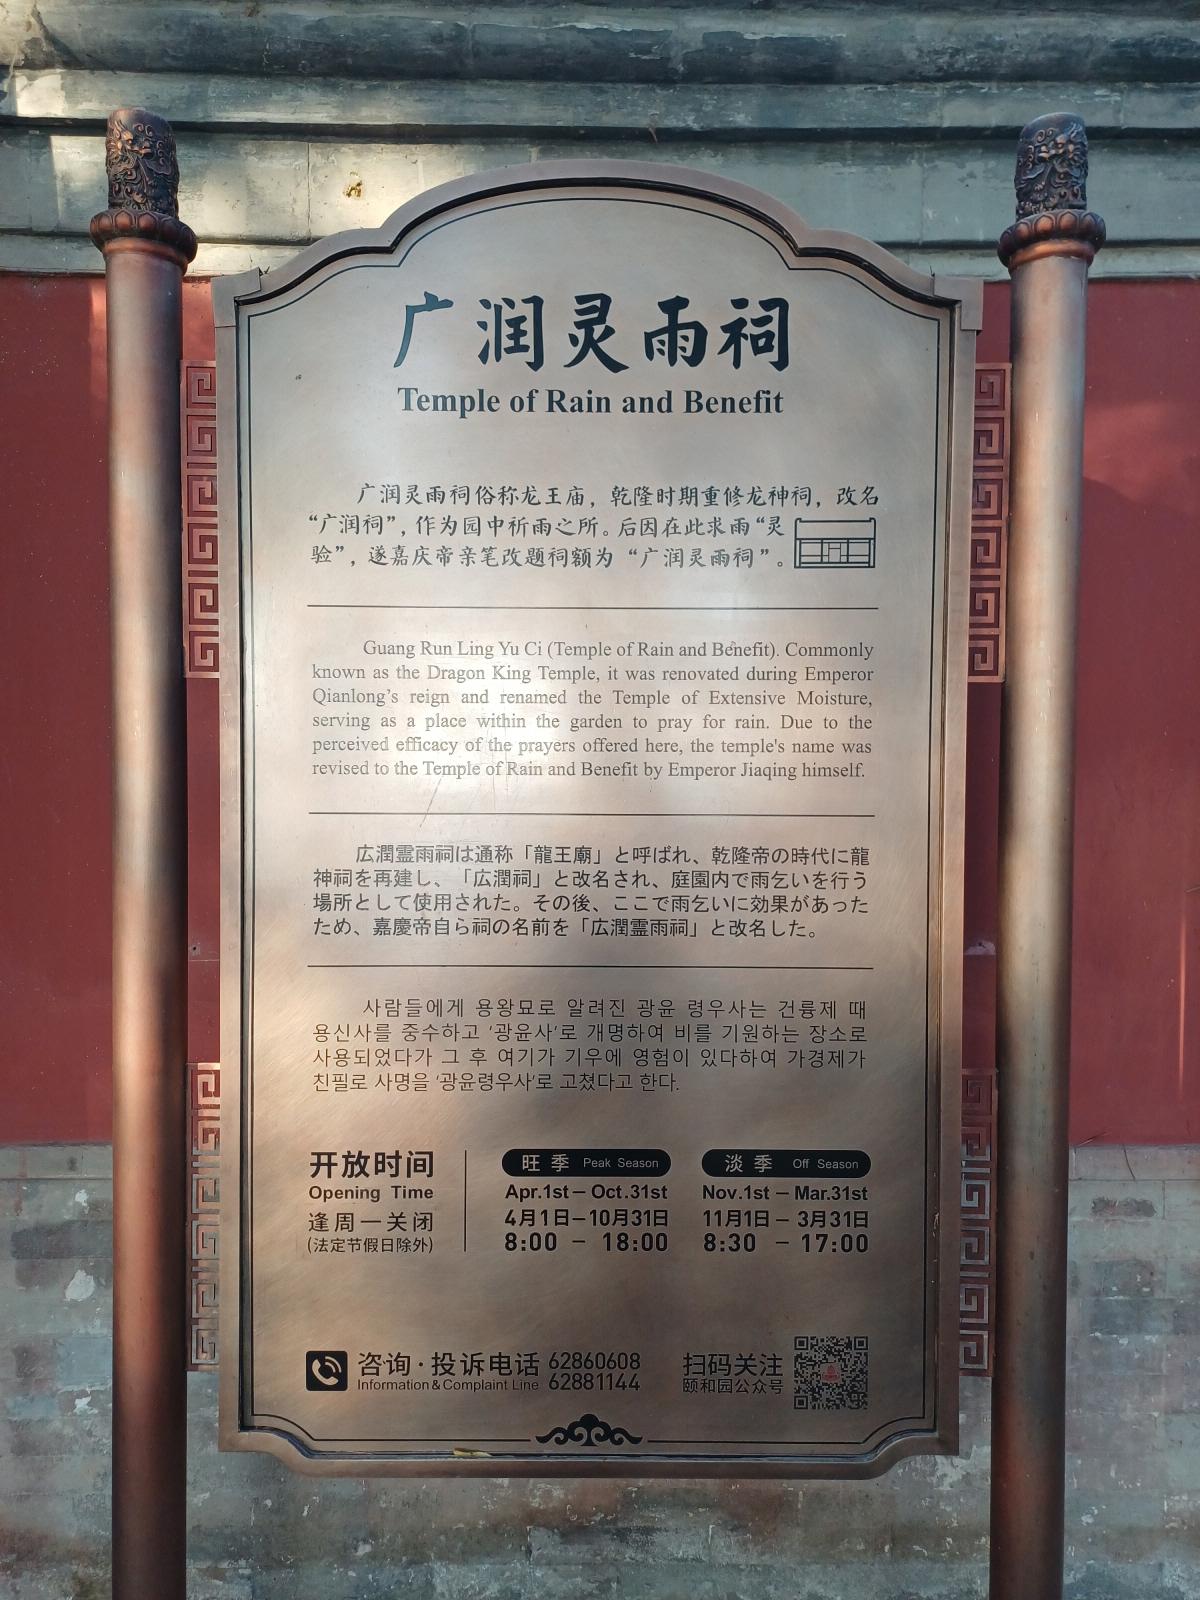 广润灵雨祠
Temple of Rain and Benefit
广润灵雨祠俗称龙王庙，乾隆时期重修龙神祠，改名
“广润祠”，作为园中祈雨之所。后因在此求雨“灵
验”，遂嘉庆帝亲笔改题祠额为“广润灵雨祠”。
Guang Run Ling Yu Ci (Temple of Rain and Benefit). Commonly
known as the Dragon King Temple, it was renovated during Emperor
Qianlong's reign and renamed the Temple of Extensive Moisture,
serving as a place within the garden to pray for rain. Due to the
perceived efficacy of the prayers offered here, the temple's name was
revised to the Temple of Rain and Benefit by Emperor Jiaqing himself.
広潤霊雨祠は通称「龍王廟」と呼ばれ、乾隆帝の時代に龍
神祠を再建し、「広潤祠」と改名され、庭園内で雨乞いを行う
場所として使用された。その後、ここで雨乞いに効果があった
ため、嘉慶帝自ら祠の名前を「広潤霊雨祠」と改名した。
사람들에게 용왕묘로 알려진 광윤 령우사는 건륭제 때
용신사를 중수하고 '광윤사'로 개명하여 비를 기원하는 장소로
사용되었다가 그 후 여기가 기우에 영험이 있다하여 가경제가
친필로 사명을 '광윤령우사'로 고쳤다고 한다.
开放时间
Opening Time
逢周一关闭
(法定节假日除外)
旺季 Peak Season
Apr.1st – Oct.31st
4月1日–10月31日
8:00 – 18:00
淡季 Off Season
Nov.1st – Mar.31st
11月1日 – 3月31日
8:30 – 17:00
咨询·投诉电话 62860608
Information & Complaint Line 62881144
扫码关注
颐和园公众号